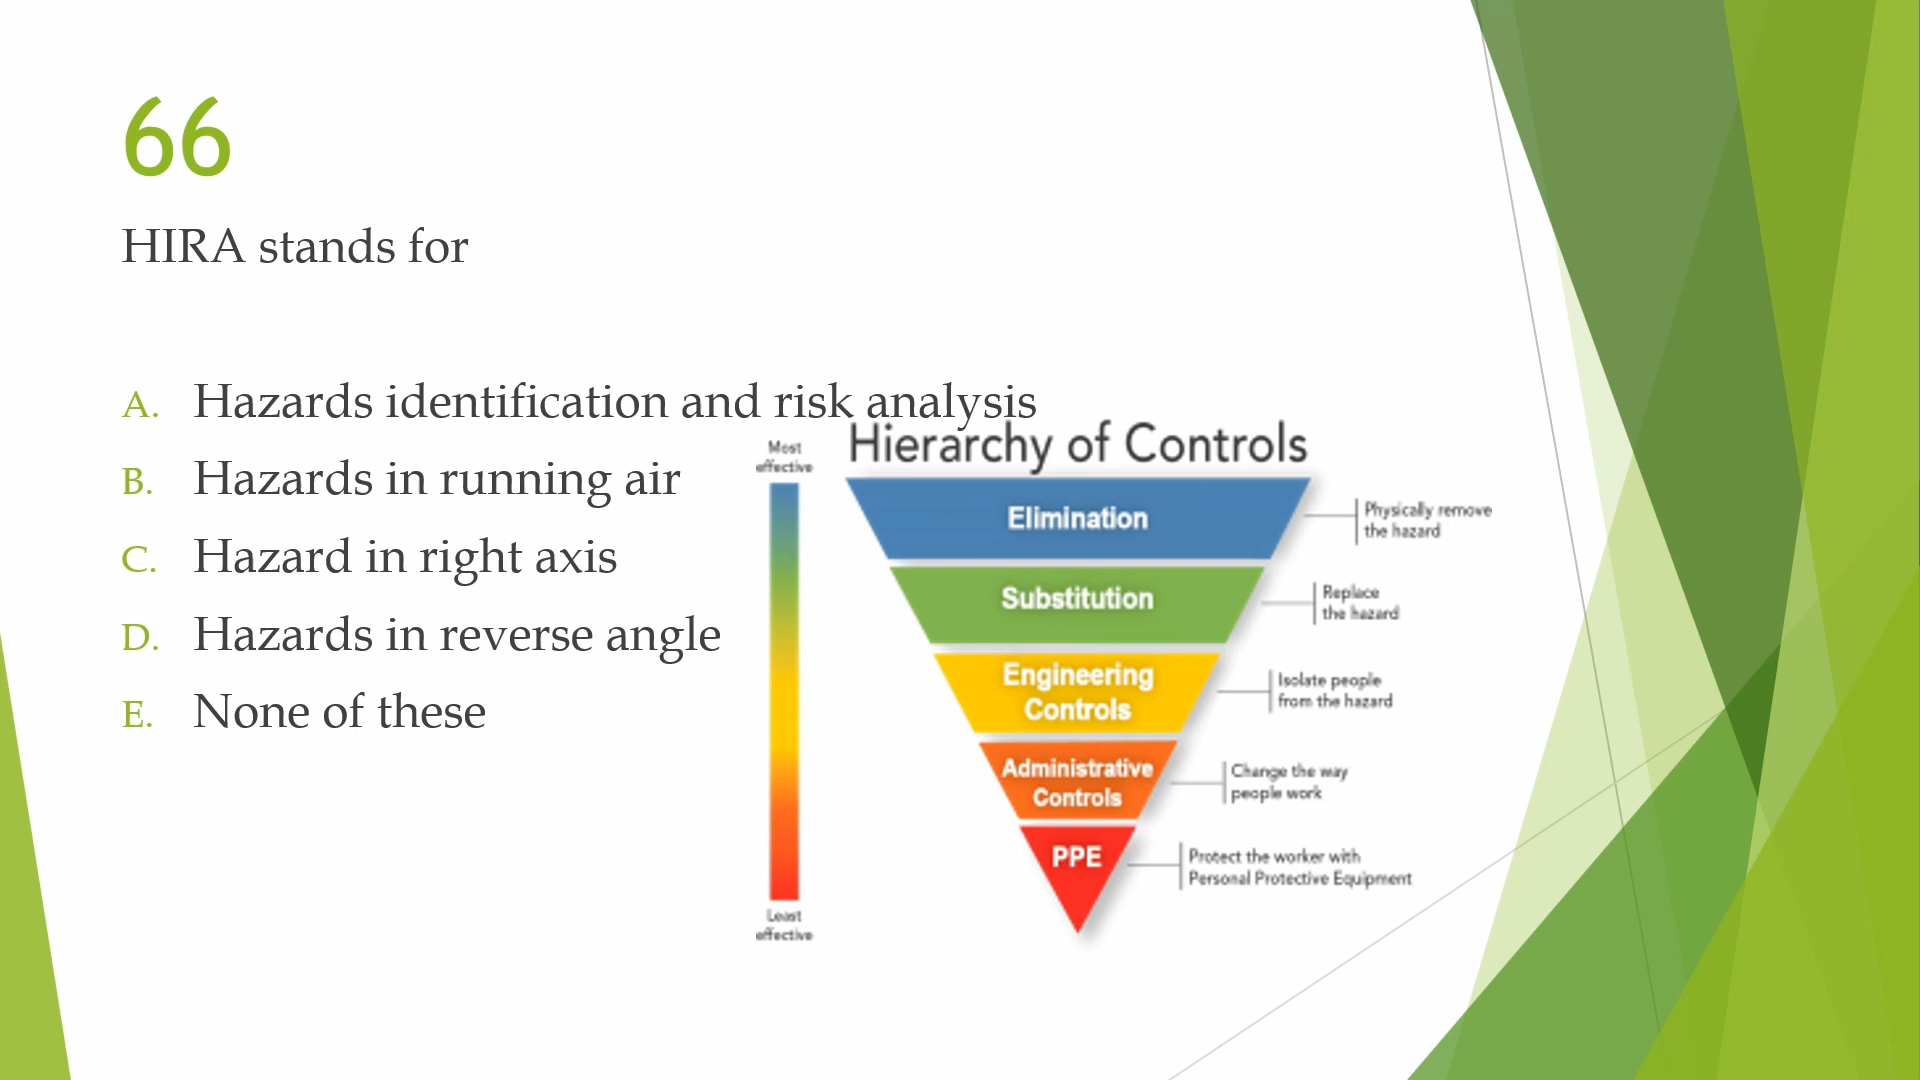 66
HIRA stands for
A. Hazards identification and risk analysis
B. Hazards in running air
C. Hazard in right axis
D. Hazards in reverse angle
E. None of these
Hierarchy of Controls
Most
effective
Elimination
Physically remove
the hazard
Substitution
Replace
the hazard
Engineering
Controls
Isolate people
from the hazard
Administrative
Controls
Change the way
people work
PPE
Protect the worker with
Personal Protective Equipment
Least
effective